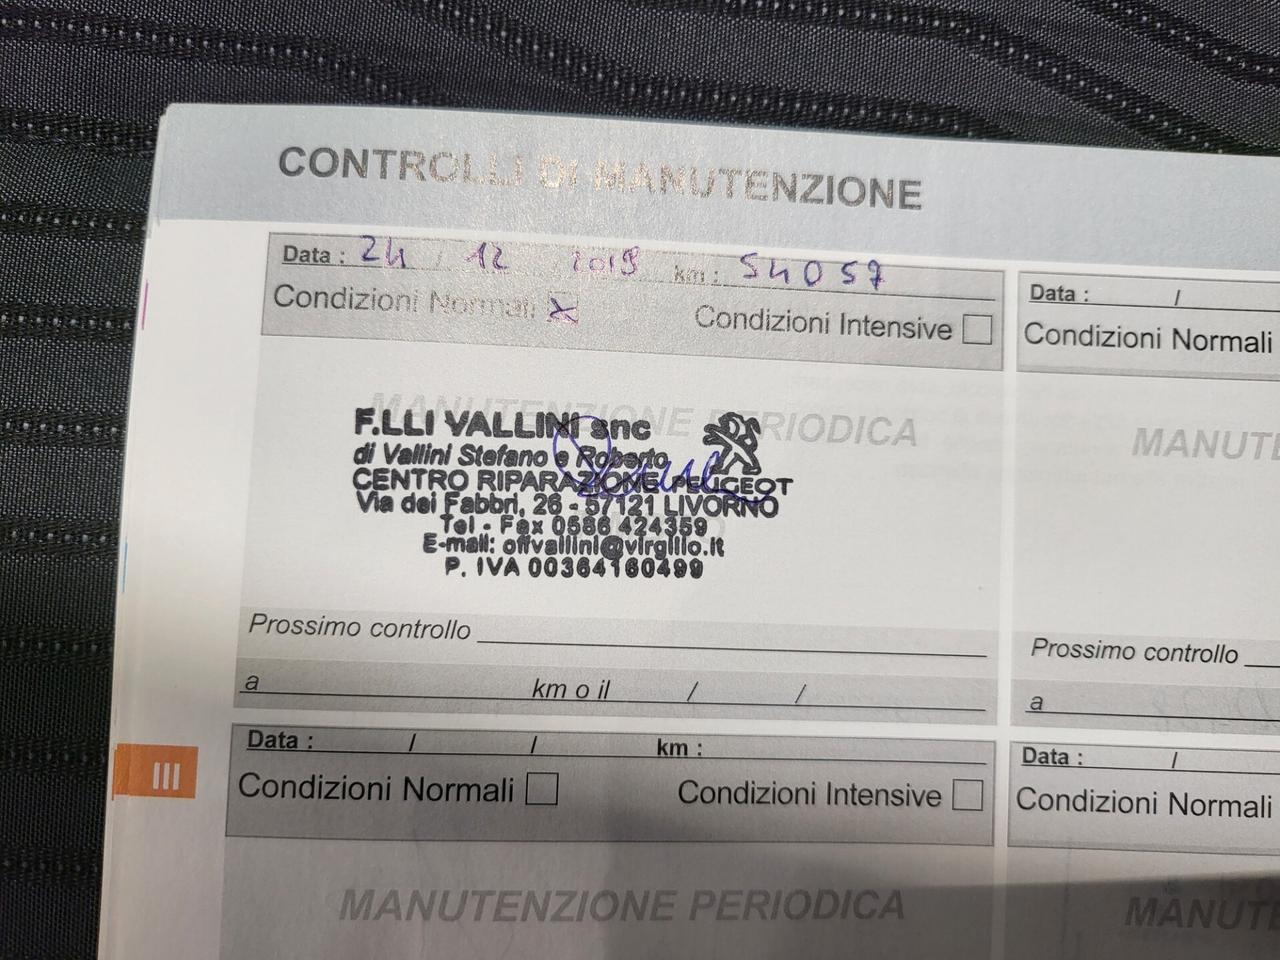 CONTROLLI DI MANUTENZIONE
Data : 24 / 12 2019 km : 54057
Condizioni Normali Condizioni Intensive
MANUTENZIONE PERIODICA
F.LLI VALLINI snc
di Vallini Stefano e Roberto
CENTRO RIPARAZIONE PEUGEOT
Via dei Fabbri, 26 - 57121 LIVORNO
Tel - Fax 0586 424359
E-mail: offvallini@virgilio.it
P. IVA 00364160499
Prossimo controllo
a km o il / /
Data : /
Condizioni Normali
MANUT
Prossimo controllo
a
III
Data : / / km :
Condizioni Normali Condizioni Intensive
MANUTENZIONE PERIODICA
Data : /
Condizioni Normali
MANUT